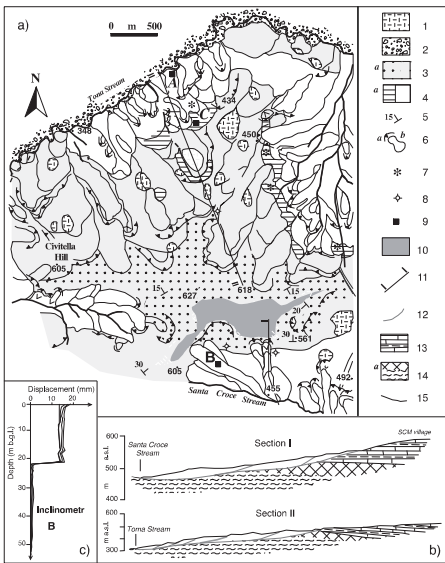 a)
0 m 500
N
Tona Stream
A
C
348
434
450
Civitella
Hill
605
15
627
618
15
20
30
561
30
605
B
455
492
Santa Croce
Stream
1
2
a 3
a 4
15 5
a b 6
7
8
9
10
11
12
13
a 14
15
Displacement (mm)
0 10 20
Depth (m b.g.l.)
0
10
20
30
40
50
Inclinometr
B
c)
Section I
SCM village
Santa Croce
Stream
600
500
400
m a.s.l.
Section II
Toma Stream
500
400
300
m a.s.l.
b)